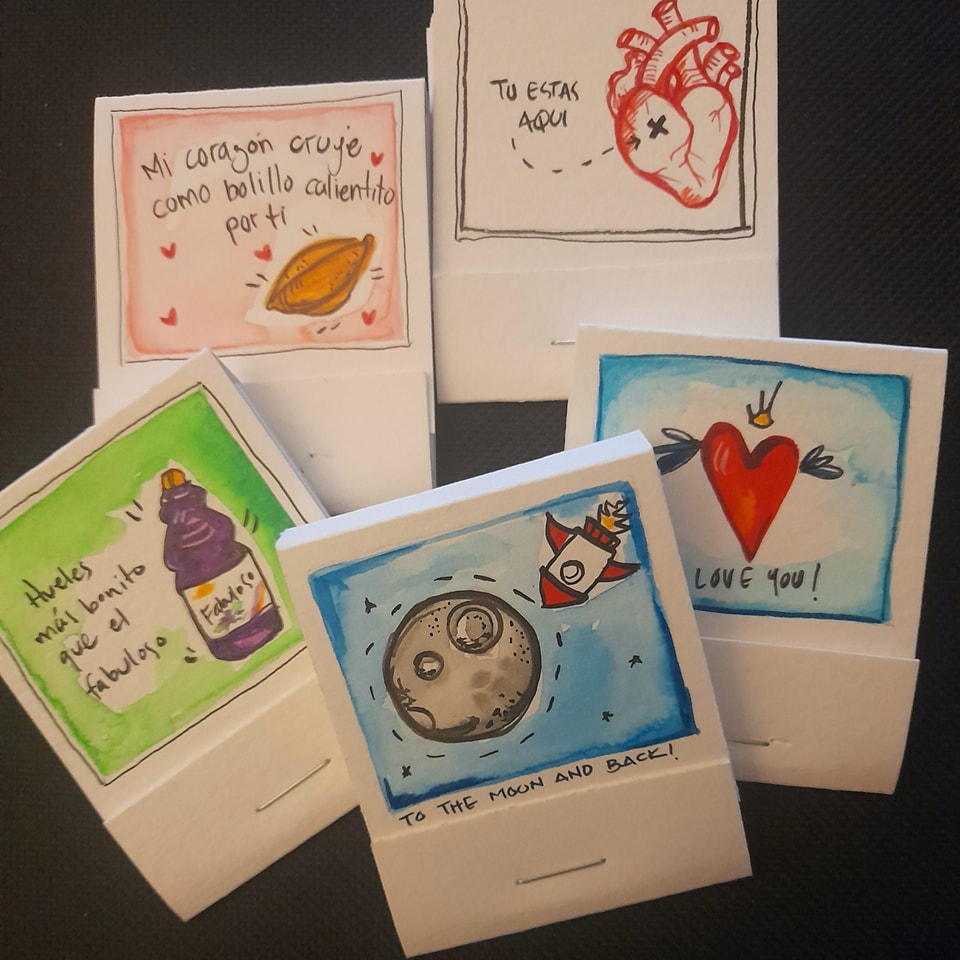 Mi corazón cruje
como bolillo calientito
por ti
TU ESTAS
AQUI
Hueles
más bonito
que el
fabuloso
Fabuloso
LOVE YOU!
TO THE MOON AND BACK!